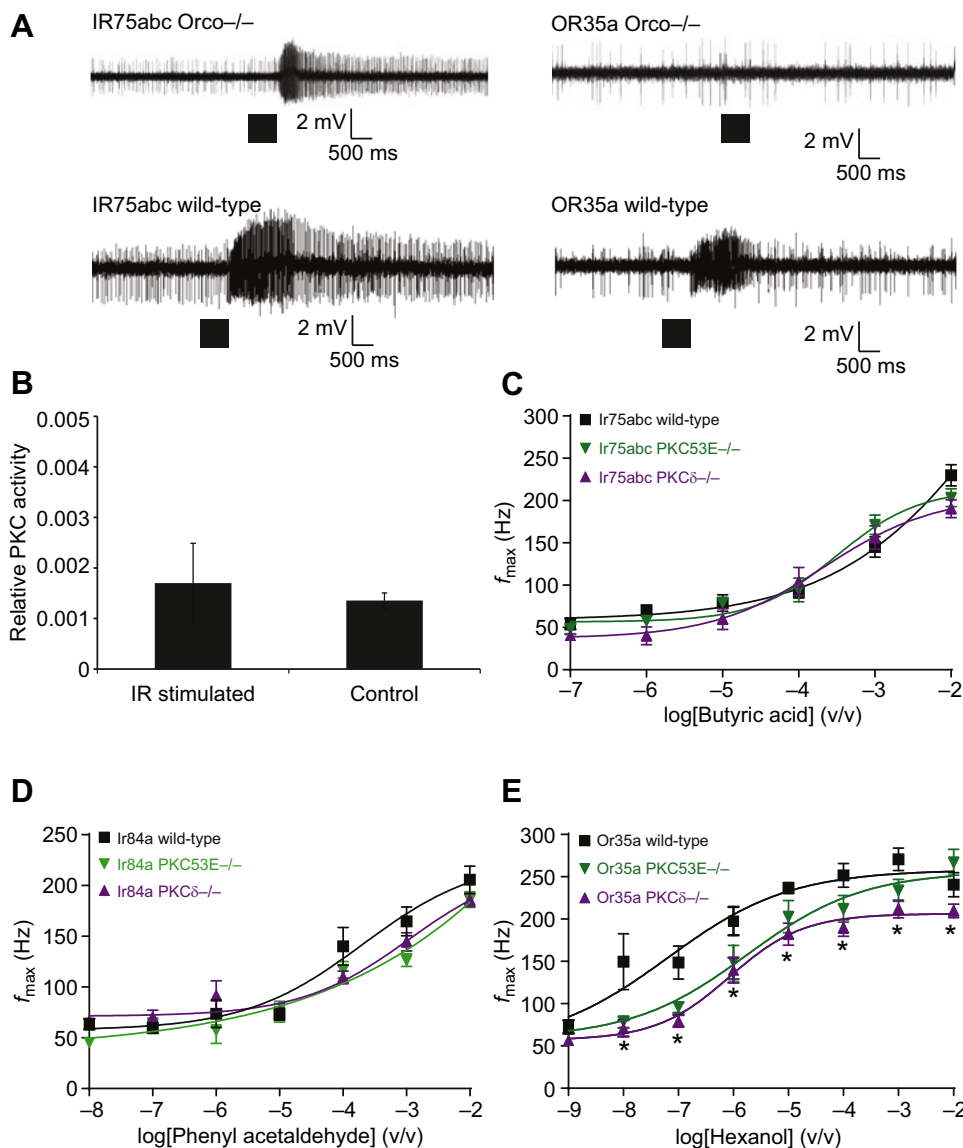 A
IR75abc Orco–/–
2 mV
500 ms
OR35a Orco–/–
2 mV
500 ms
IR75abc wild-type
2 mV
500 ms
OR35a wild-type
2 mV
500 ms
B
Relative PKC activity
0.005
0.004
0.003
0.002
0.001
0
IR stimulated
Control
C
Ir75abc wild-type
Ir75abc PKC53E–/–
Ir75abc PKCδ–/–
fmax (Hz)
300
250
200
150
100
50
0
–7 –6 –5 –4 –3 –2
log[Butyric acid] (v/v)
D
Ir84a wild-type
Ir84a PKC53E–/–
Ir84a PKCδ–/–
fmax (Hz)
250
200
150
100
50
0
–8 –7 –6 –5 –4 –3 –2
log[Phenyl acetaldehyde] (v/v)
E
Or35a wild-type
Or35a PKC53E–/–
Or35a PKCδ–/–
fmax (Hz)
300
250
200
150
100
50
0
* * * * * * *
–9 –8 –7 –6 –5 –4 –3 –2
log[Hexanol] (v/v)